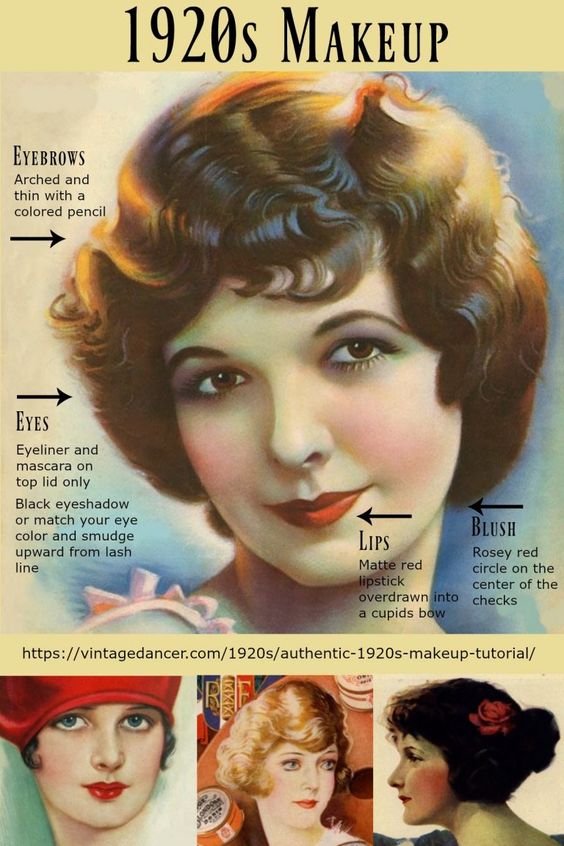 1920s Makeup
Eyebrows
Arched and
thin with a
colored pencil
Eyes
Eyeliner and
mascara on
top lid only
Black eyeshadow
or match your eye
color and smudge
upward from lash
line
Lips
Matte red
lipstick
overdrawn into
a cupids bow
Blush
Rosey red
circle on the
center of the
checks
https://vintagedancer.com/1920s/authentic-1920s-makeup-tutorial/
R F